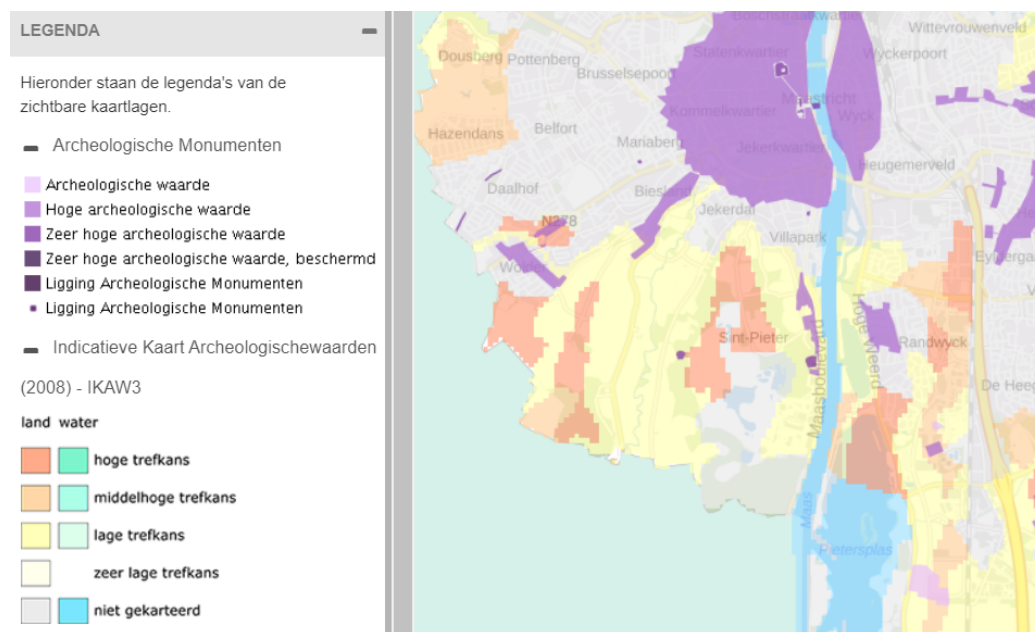 LEGENDA
Hieronder staan de legenda's van de
zichtbare kaartlagen.
Archeologische Monumenten
Archeologische waarde
Hoge archeologische waarde
Zeer hoge archeologische waarde
Zeer hoge archeologische waarde, beschermd
Ligging Archeologische Monumenten
Ligging Archeologische Monumenten
Indicatieve Kaart Archeologischewaarden
(2008) - IKAW3
land water
hoge trefkans
middelhoge trefkans
lage trefkans
zeer lage trefkans
niet gekarteerd
Boschstraatkwartier
Wittevrouwenveld
Dousberg
Pottenberg
Statenkwartier
Wyckerpoort
Brusselsepoort
Maastricht
Kommelkwartier
Wyck
Hazendans
Belfort
Mariaberg
Jekerkwartier
Heugemerveld
Daalhof
Biesland
Jekerdal
N278
Villapark
Wolder
Sint-Pieter
Maasboulevard
Hoge Weerd
Randwyck
De Heeg
Maas
Pietersplas